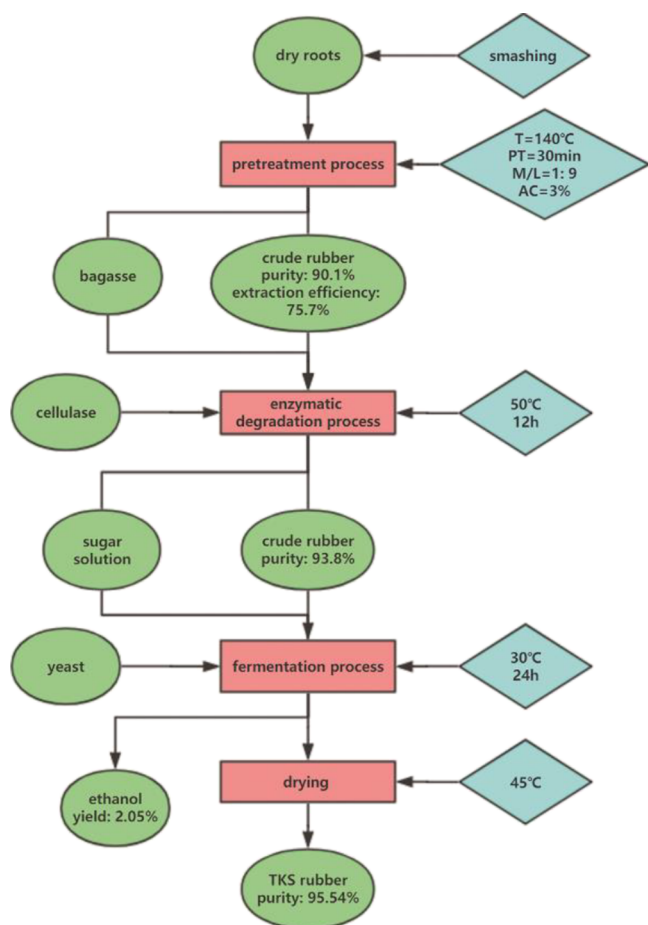 dry roots
smashing
pretreatment process
T=140℃
PT=30min
M/L=1: 9
AC=3%
bagasse
crude rubber
purity: 90.1%
extraction efficiency:
75.7%
cellulase
enzymatic
degradation process
50℃
12h
sugar
solution
crude rubber
purity: 93.8%
yeast
fermentation process
30℃
24h
ethanol
yield: 2.05%
drying
45℃
TKS rubber
purity: 95.54%